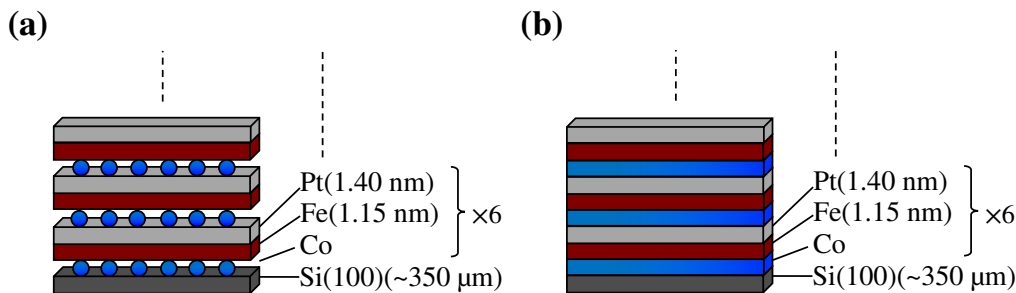 (a)
Pt(1.40 nm)
Fe(1.15 nm)
Co
Si(100)(~350 μm)
×6
(b)
Pt(1.40 nm)
Fe(1.15 nm)
Co
Si(100)(~350 μm)
×6